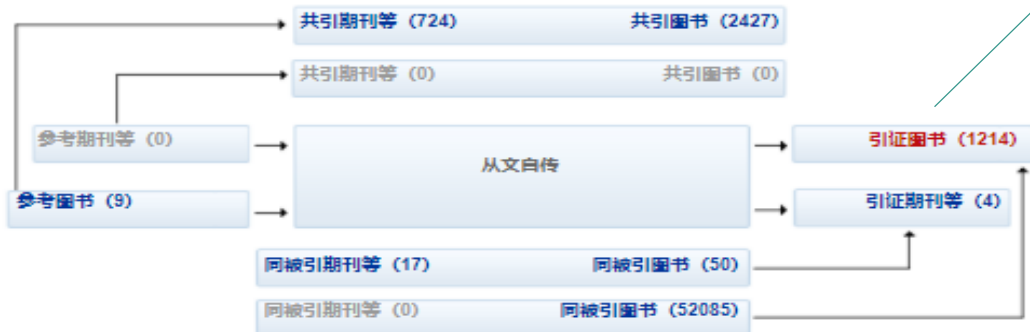 共引期刊等（724） 共引图书（2427）
共引期刊等（0） 共引图书（0）
参考期刊等（0）
引证图书（1214）
从文自传
参考图书（9）
引证期刊等（4）
同被引期刊等（17） 同被引图书（50）
同被引期刊等（0） 同被引图书（52085）